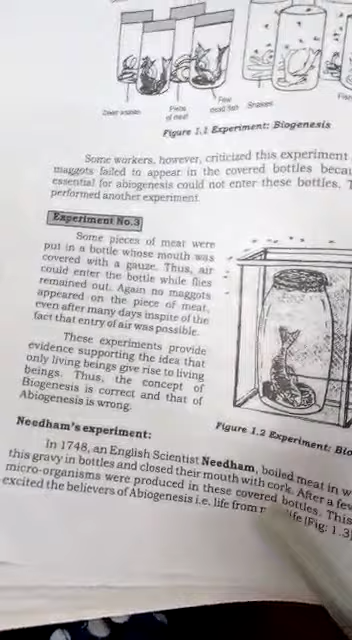 Pieces of meat
Few dead fish
Snakes
Figure 1.1 Experiment: Biogenesis
Some workers, however, criticized this experiment
maggots failed to appear in the covered bottles
essential for abiogenesis could not enter these bottles.
performed another experiment.
Experiment No.3
Some pieces of meat were
put in a bottle whose mouth was
covered with a gauze. Thus, air
could enter the bottle while flies
remained out. Again no maggots
appeared on the piece of meat,
even after many days inspite of the
fact that entry of air was possible.
These experiments provide
evidence supporting the idea that
only living beings give rise to living
beings. Thus, the concept of
Biogenesis is correct and that of
Abiogenesis is wrong.
Figure 1.2 Experiment:
Needham's experiment:
In 1748, an English Scientist Needham, boiled meat in
this gravy in bottles and closed their mouth with cork. After a few
micro-organisms were produced in these covered bottles. This
excited the believers of Abiogenesis i.e. life from life (Fig: 1.3)